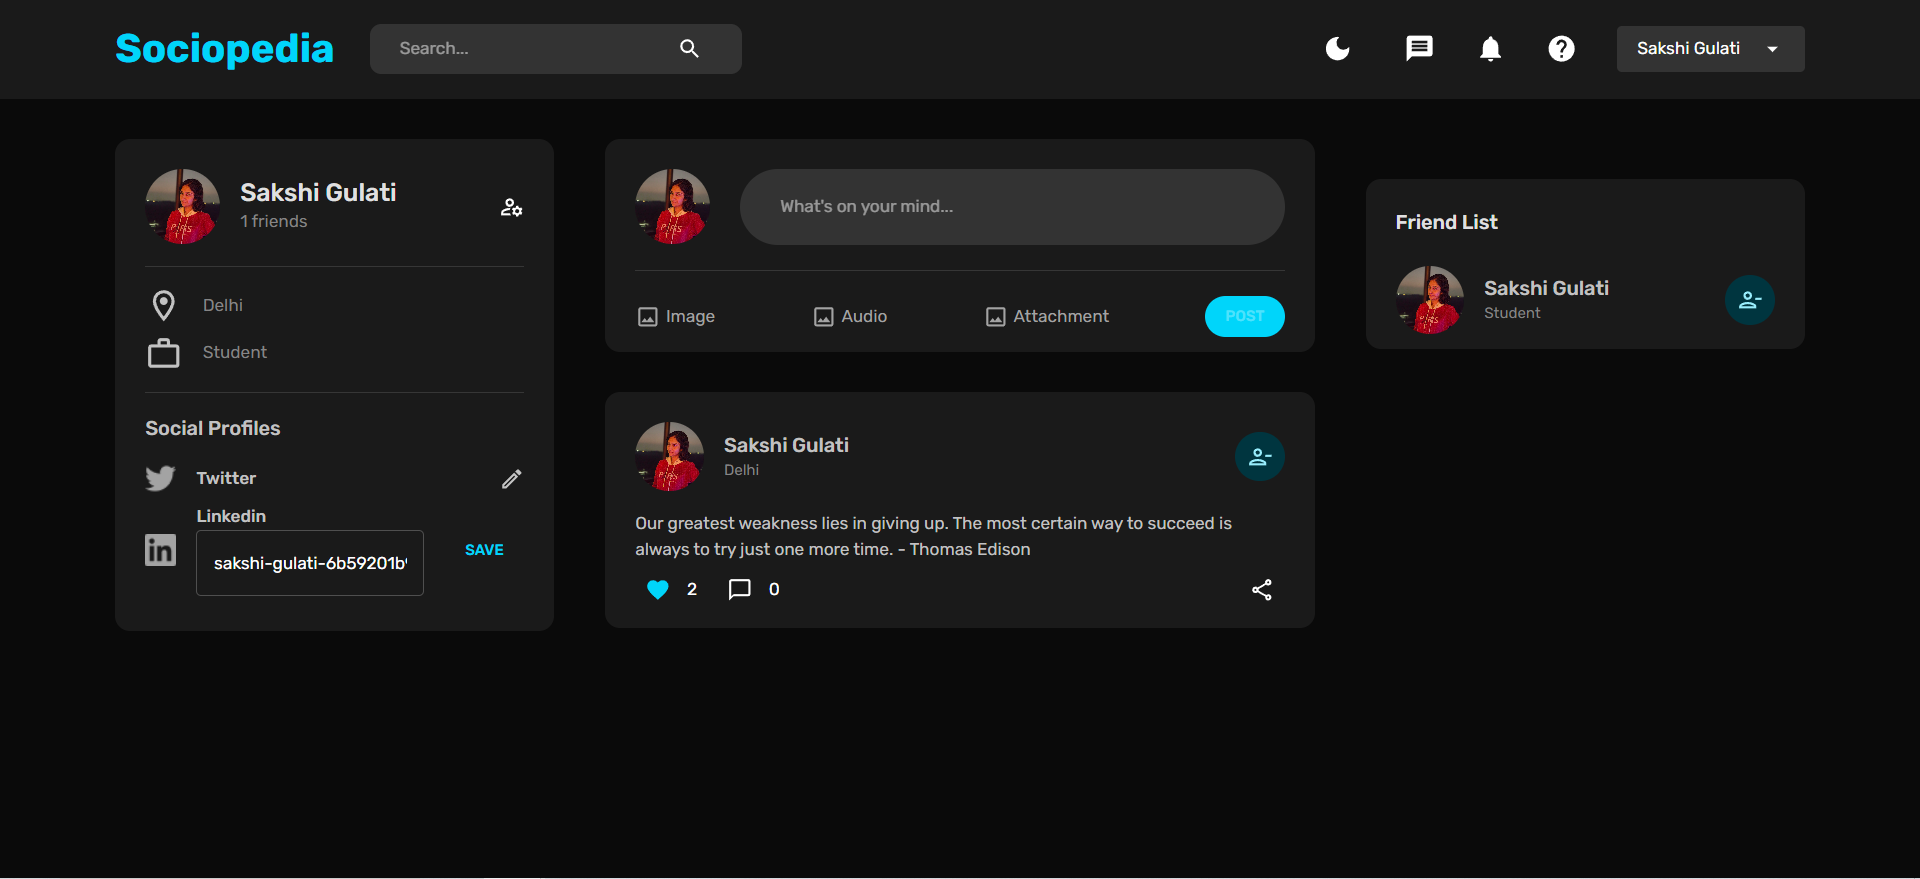 Sociopedia
Search...
Sakshi Gulati
Sakshi Gulati
1 friends
Delhi
Student
Social Profiles
Twitter
Linkedin
sakshi-gulati-6b59201b
SAVE
What's on your mind...
Image
Audio
Attachment
POST
Sakshi Gulati
Delhi
Our greatest weakness lies in giving up. The most certain way to succeed is
always to try just one more time. - Thomas Edison
2
0
Friend List
Sakshi Gulati
Student